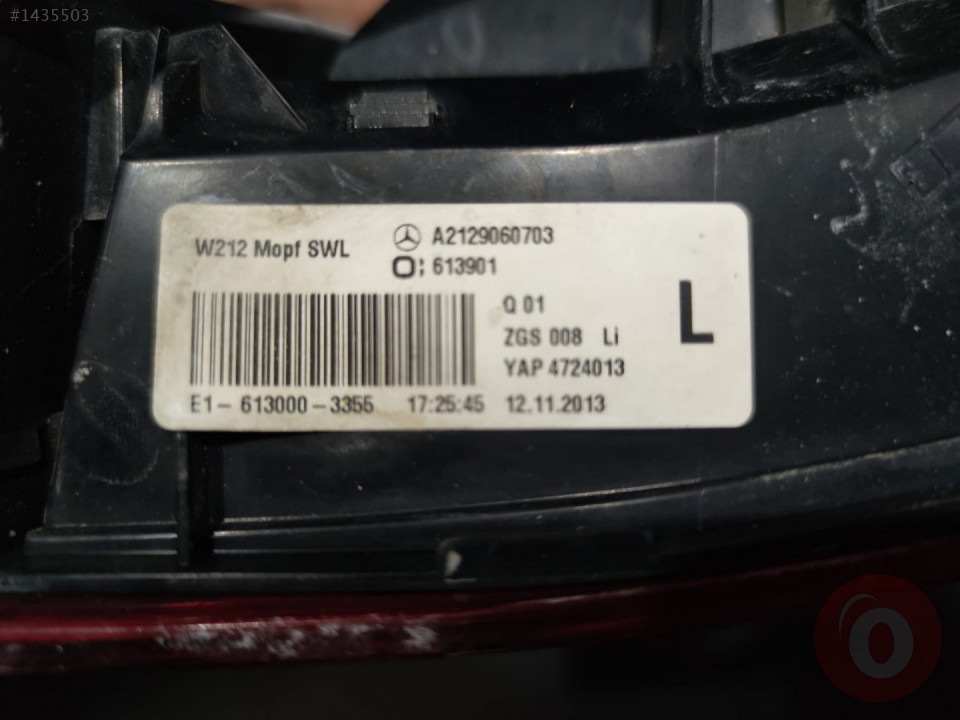 #1435503
W212 Mopf SWL
A2129060703
O; 613901
Q 01
ZGS 008 Li
YAP 4724013
L
E1- 613000-3355 17:25:45 12.11.2013